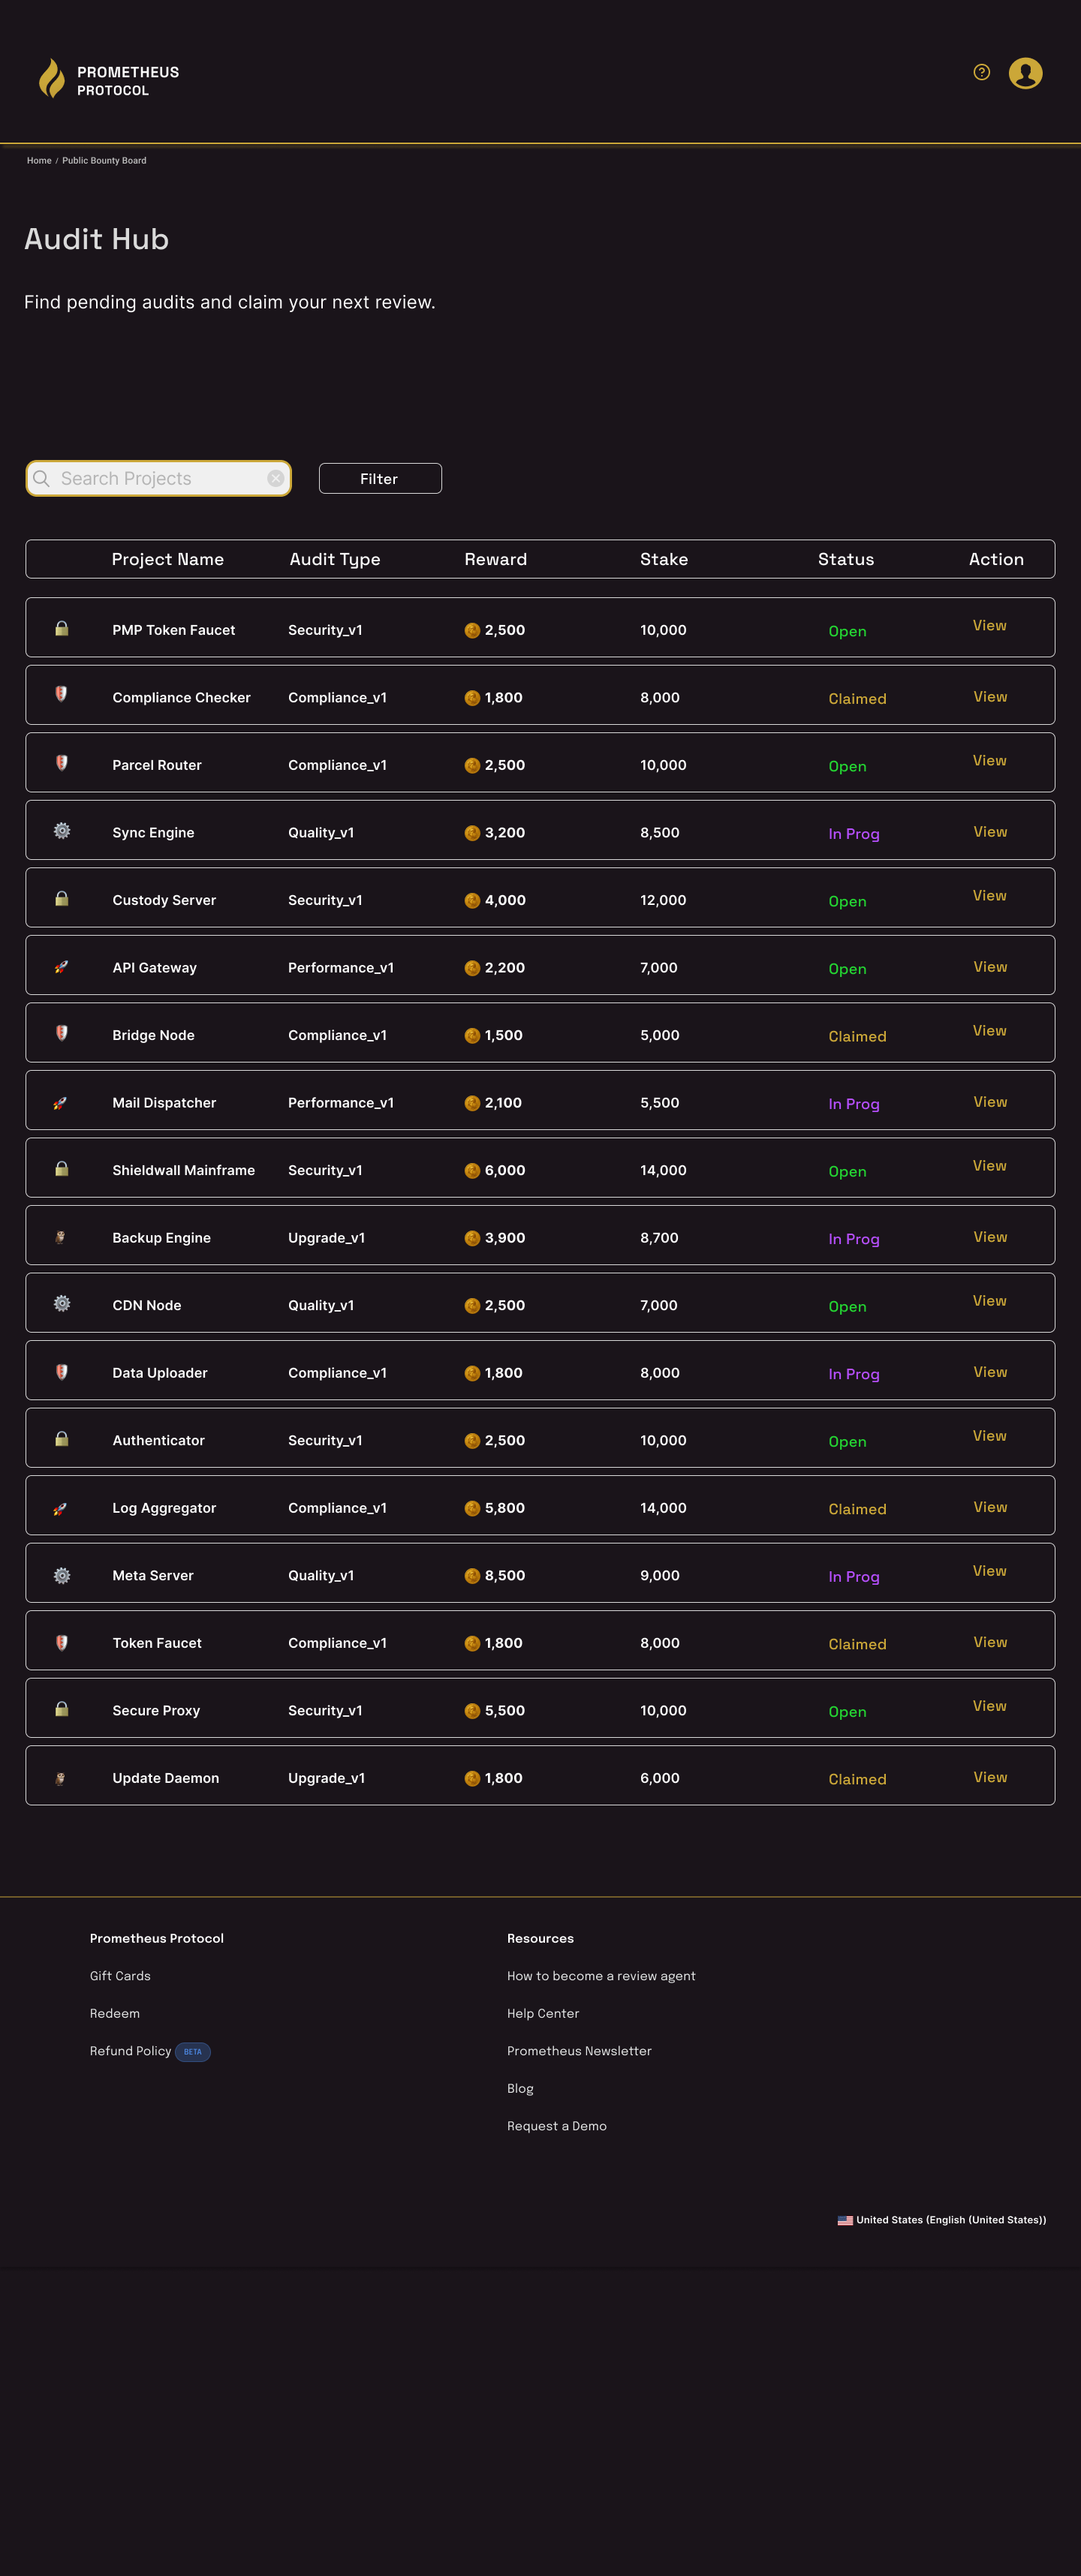 PROMETHEUS
PROTOCOL
Home / Public Bounty Board
Audit Hub
Find pending audits and claim your next review.
Search Projects
Filter
Project Name Audit Type Reward Stake Status Action
PMP Token Faucet Security_v1 2,500 10,000 Open View
Compliance Checker Compliance_v1 1,800 8,000 Claimed View
Parcel Router Compliance_v1 2,500 10,000 Open View
Sync Engine Quality_v1 3,200 8,500 In Prog View
Custody Server Security_v1 4,000 12,000 Open View
API Gateway Performance_v1 2,200 7,000 Open View
Bridge Node Compliance_v1 1,500 5,000 Claimed View
Mail Dispatcher Performance_v1 2,100 5,500 In Prog View
Shieldwall Mainframe Security_v1 6,000 14,000 Open View
Backup Engine Upgrade_v1 3,900 8,700 In Prog View
CDN Node Quality_v1 2,500 7,000 Open View
Data Uploader Compliance_v1 1,800 8,000 In Prog View
Authenticator Security_v1 2,500 10,000 Open View
Log Aggregator Compliance_v1 5,800 14,000 Claimed View
Meta Server Quality_v1 8,500 9,000 In Prog View
Token Faucet Compliance_v1 1,800 8,000 Claimed View
Secure Proxy Security_v1 5,500 10,000 Open View
Update Daemon Upgrade_v1 1,800 6,000 Claimed View
Prometheus Protocol
Gift Cards
Redeem
Refund Policy BETA
Resources
How to become a review agent
Help Center
Prometheus Newsletter
Blog
Request a Demo
United States (English (United States))